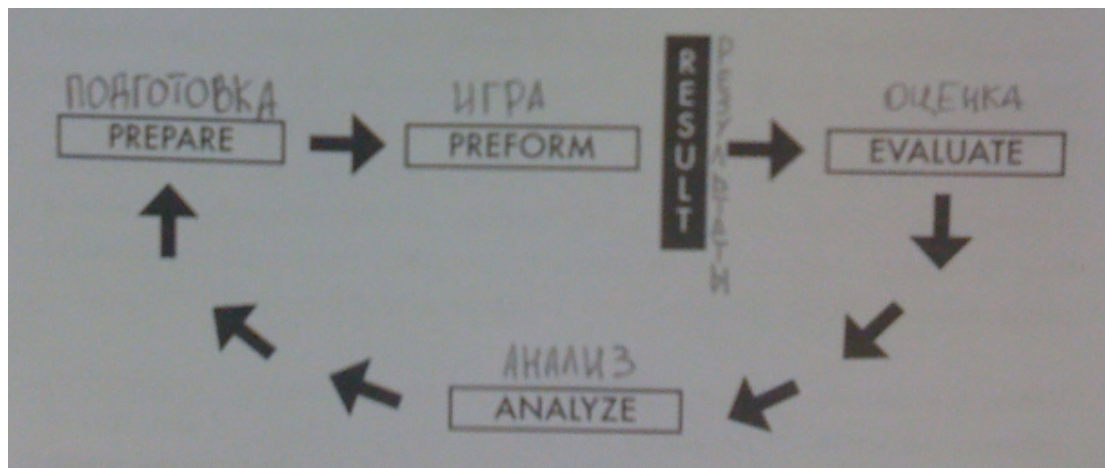 ПОДГОТОВКА
PREPARE
ИГРА
PREFORM
RESULT
РЕЗУЛЬТАТИ
ОЦЕНКА
EVALUATE
АНАЛИЗ
ANALYZE